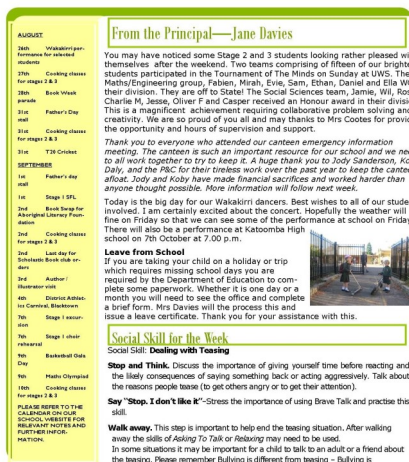 AUGUST
26th Wakakirri per-
formance for selected
students
27th Cooking classes
for stages 2 & 3
28th Book Week
parade
31st Father's Day
stall
31st Cooking classes
for stages 2 & 3
31st T20 Cricket
SEPTEMBER
1st Father's day
stall
1st Stage 1 SFL
2nd Book Swap for
Aboriginal Literacy Foun-
dation
2nd Cooking classes
for stages 2 & 3
2nd Last day for
Scholastic Book club or-
ders
3rd Author /
illustrator visit
4th District Athlet-
ics Carnival, Blacktown
7th Stage 1 excur-
sion
7th Stage 1 choir
rehearsal
9th Basketball Gala
Day
9th Maths Olympiad
10th Cooking classes
for stages 2 & 3
PLEASE REFER TO THE
CALENDAR ON OUR
SCHOOL WEBSITE FOR
RELEVANT NOTES AND
FURTHER INFOR-
MATION.
From the Principal—Jane Davies
You may have noticed some Stage 2 and 3 students looking rather pleased wi
themselves after the weekend. Two teams comprising of fifteen of our bright
students participated in the Tournament of The Minds on Sunday at UWS. The
Maths/Engineering group, Fabien, Mirah, Evie, Sam, Ethan, Daniel and Ella W
their division. They are off to State! The Social Sciences team, Jamie, Wil, Ros
Charlie M, Jesse, Oliver F and Casper received an Honour award in their divisi
This is a magnificent achievement requiring collaborative problem solving and
creativity. We are so proud of you all and may thanks to Mrs Cootes for provid
the opportunity and hours of supervision and support.
Thank you to everyone who attended our canteen emergency information
meeting. The canteen is such an important resource for our school and we nee
to all work together to try to keep it. A huge thank you to Jody Sanderson, Ko
Daly, and the P&C for their tireless work over the past year to keep the cantee
afloat. Jody and Koby have made financial sacrifices and worked harder than
anyone thought possible. More information will follow next week.
Today is the big day for our Wakakirri dancers. Best wishes to all of our stude
involved. I am certainly excited about the concert. Hopefully the weather will
fine on Friday so that we can see some of the performance at school on Friday
There will also be a performance at Katoomba High
school on 7th October at 7.00 p.m.
Leave from School
If you are taking your child on a holiday or trip
which requires missing school days you are
required by the Department of Education to com-
plete some paperwork. Whether it is one day or a
month you will need to see the office and complete
a brief form. Mrs Davies will the process this and
issue a leave certificate. Thank you for your assistance with this.
Social Skill for the Week
Social Skill: Dealing with Teasing
Stop and Think. Discuss the importance of giving yourself time before reacting and
the likely consequences of saying something back or acting aggressively. Talk about
the reasons people tease (to get others angry or to get their attention).
Say "Stop. I don't like it"–Stress the importance of using Brave Talk and practise this
skill.
Walk away. This step is important to help end the teasing situation. After walking
away the skills of Asking To Talk or Relaxing may need to be used.
In some situations it may be important for a child to talk to an adult or a friend about
the teasing. Please remember Bullying is different from teasing – Bullying is